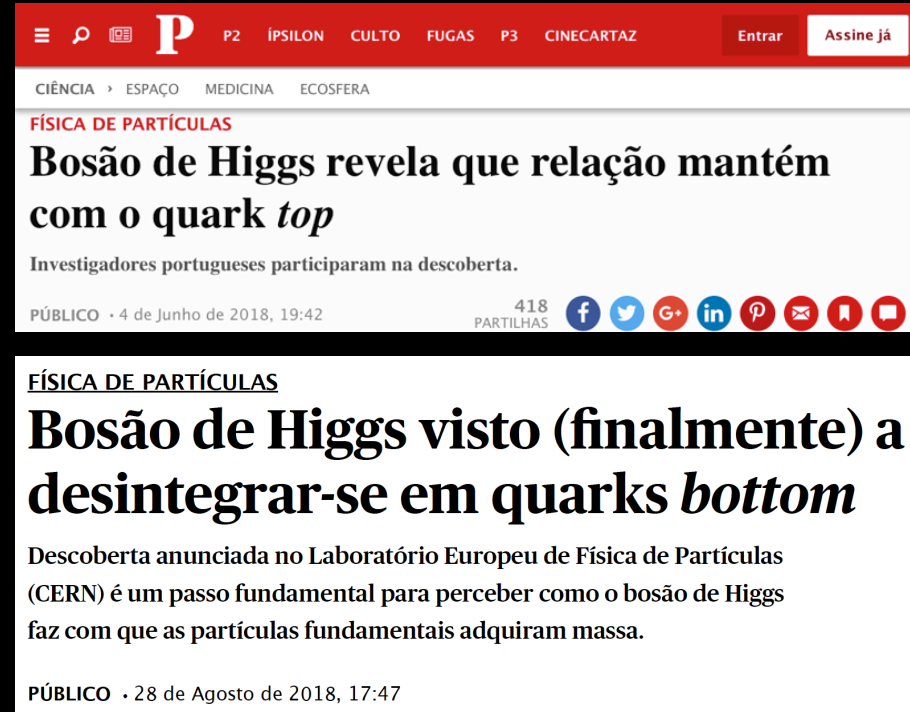 P P2 ÍPSILON CULTO FUGAS P3 CINECARTAZ Entrar Assine já
CIÊNCIA › ESPAÇO MEDICINA ECOSFERA
FÍSICA DE PARTÍCULAS
Bosão de Higgs revela que relação mantém
com o quark top
Investigadores portugueses participaram na descoberta.
PÚBLICO • 4 de Junho de 2018, 19:42
418
PARTILHAS
f G+ in
FÍSICA DE PARTÍCULAS
Bosão de Higgs visto (finalmente) a
desintegrar-se em quarks bottom
Descoberta anunciada no Laboratório Europeu de Física de Partículas
(CERN) é um passo fundamental para perceber como o bosão de Higgs
faz com que as partículas fundamentais adquiram massa.
PÚBLICO • 28 de Agosto de 2018, 17:47